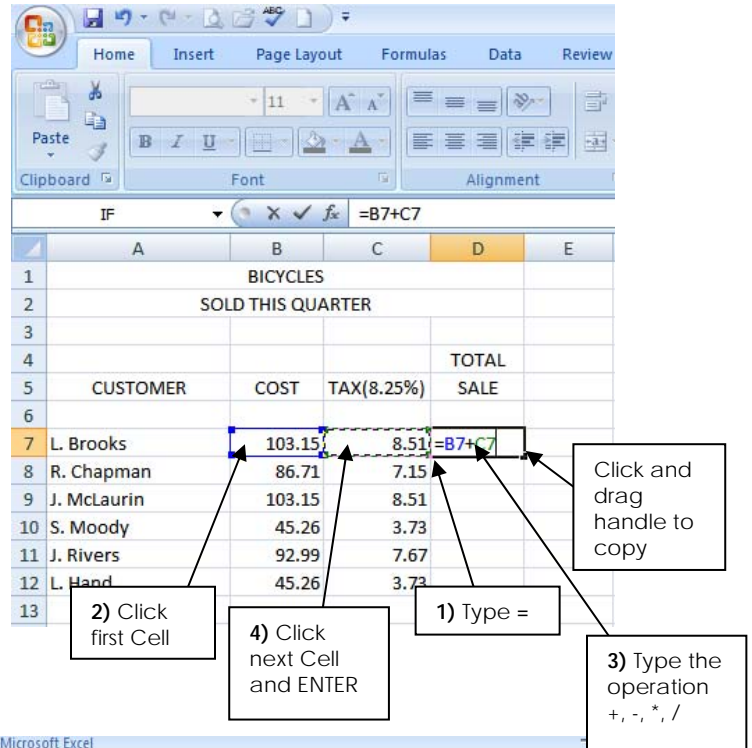 ABC
Home Insert Page Layout Formulas Data Review
Paste
11 A A
B I U A
Clipboard Font Alignment
IF fx =B7+C7
A B C D E
1 BICYCLES
2 SOLD THIS QUARTER
3
4 TOTAL
5 CUSTOMER COST TAX(8.25%) SALE
6
7 L. Brooks 103.15 8.51 =B7+C7
8 R. Chapman 86.71 7.15
9 J. McLaurin 103.15 8.51
10 S. Moody 45.26 3.73
11 J. Rivers 92.99 7.67
12 L. Hand 45.26 3.73
13
Click and
drag
handle to
copy
2) Click
first Cell
4) Click
next Cell
and ENTER
1) Type =
3) Type the
operation
+, -, *, /
Microsoft Excel